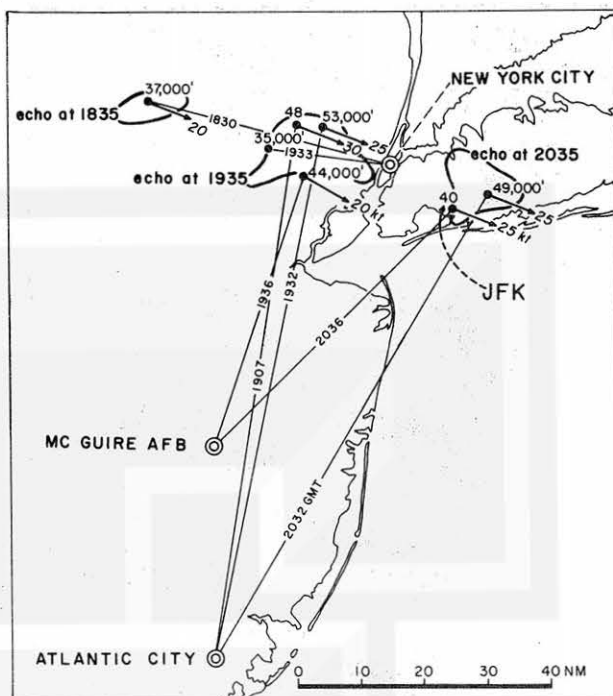 37,000'
echo at 1835
20
1830
48
53,000'
NEW YORK CITY
30
25
35,000'
1933
echo at 1935
44,000'
20 kt
echo at 2035
49,000'
40
25
25 kt
JFK
1936
1932
2036
1907
MC GUIRE AFB
2032 GMT
ATLANTIC CITY
0 10 20 30 40 NM